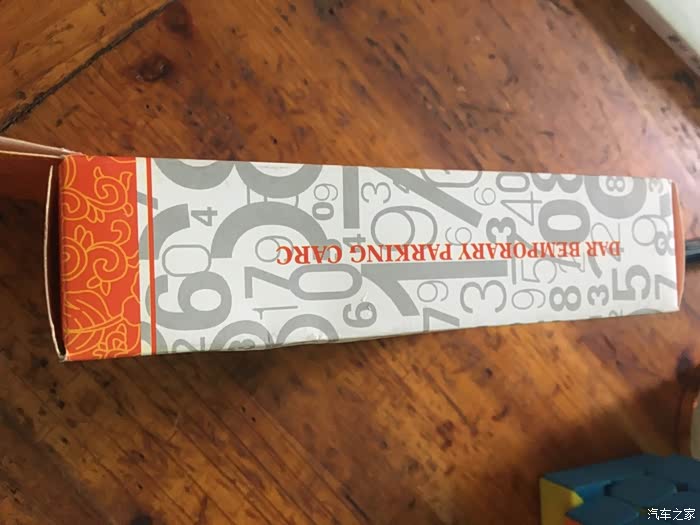 DAR BEMPORARY PARKING CARC
汽车之家